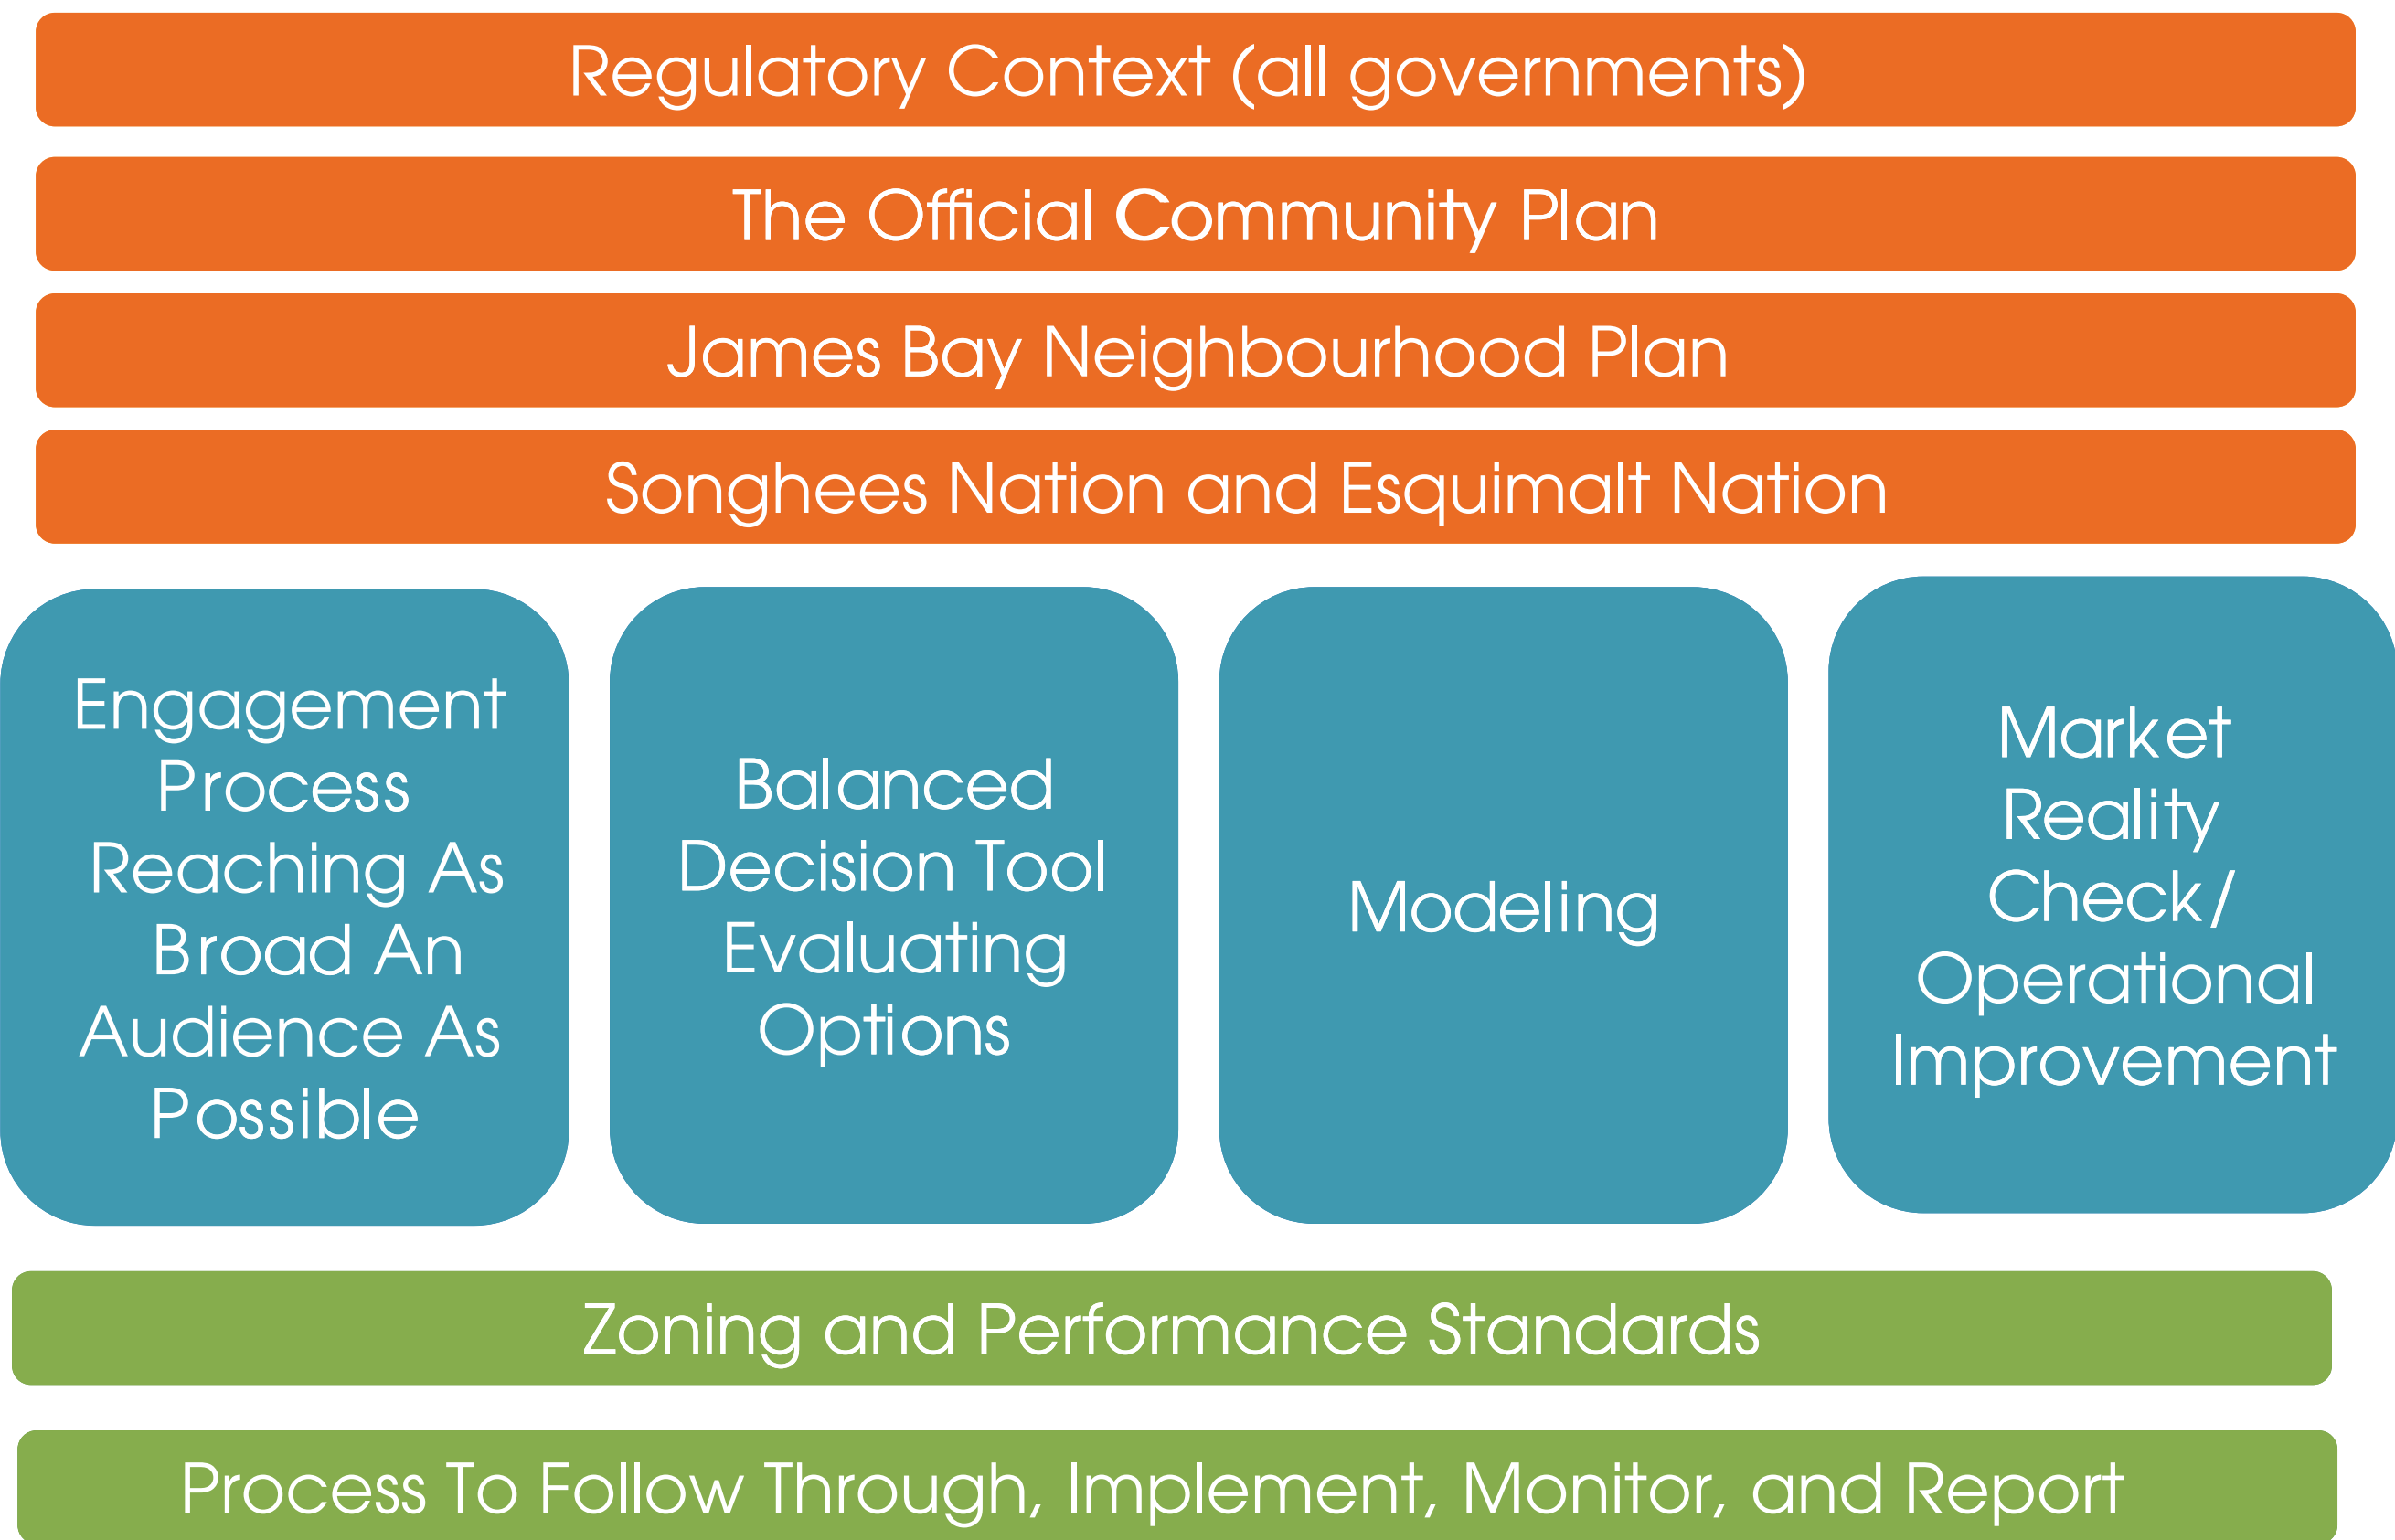 Regulatory Context (all governments)
The Official Community Plan
James Bay Neighbourhood Plan
Songhees Nation and Esquimalt Nation
Engagement
Process
Reaching As
Broad An
Audience As
Possible
Balanced
Decision Tool
Evaluating
Options
Modeling
Market
Reality
Check/
Operational
Improvement
Zoning and Performance Standards
Process To Follow Through, Implement, Monitor, and Report